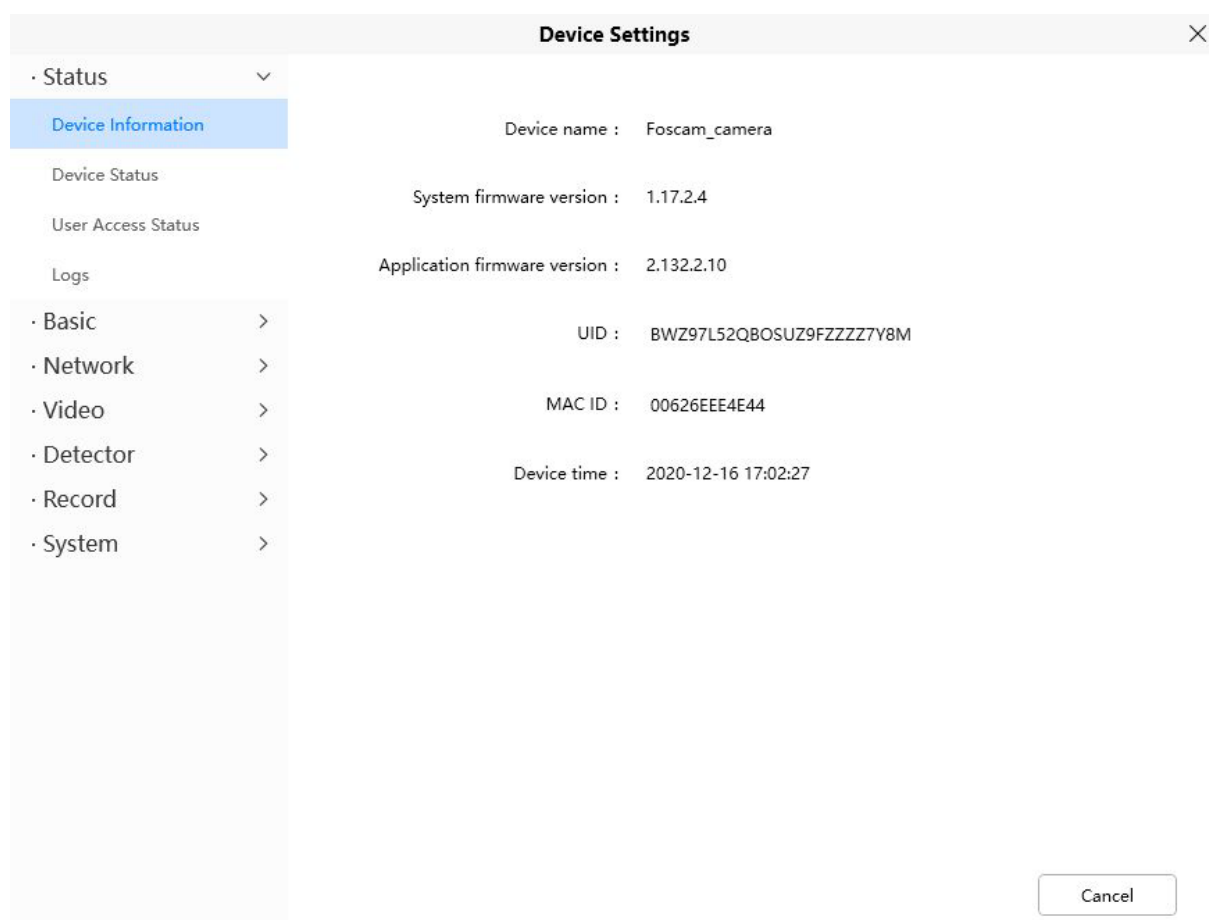 Device Settings
· Status
Device Information
Device Status
User Access Status
Logs
· Basic
· Network
· Video
· Detector
· Record
· System
Device name : Foscam_camera
System firmware version : 1.17.2.4
Application firmware version : 2.132.2.10
UID : BWZ97L52QBOSUZ9FZZZZ7Y8M
MAC ID : 00626EEE4E44
Device time : 2020-12-16 17:02:27
Cancel